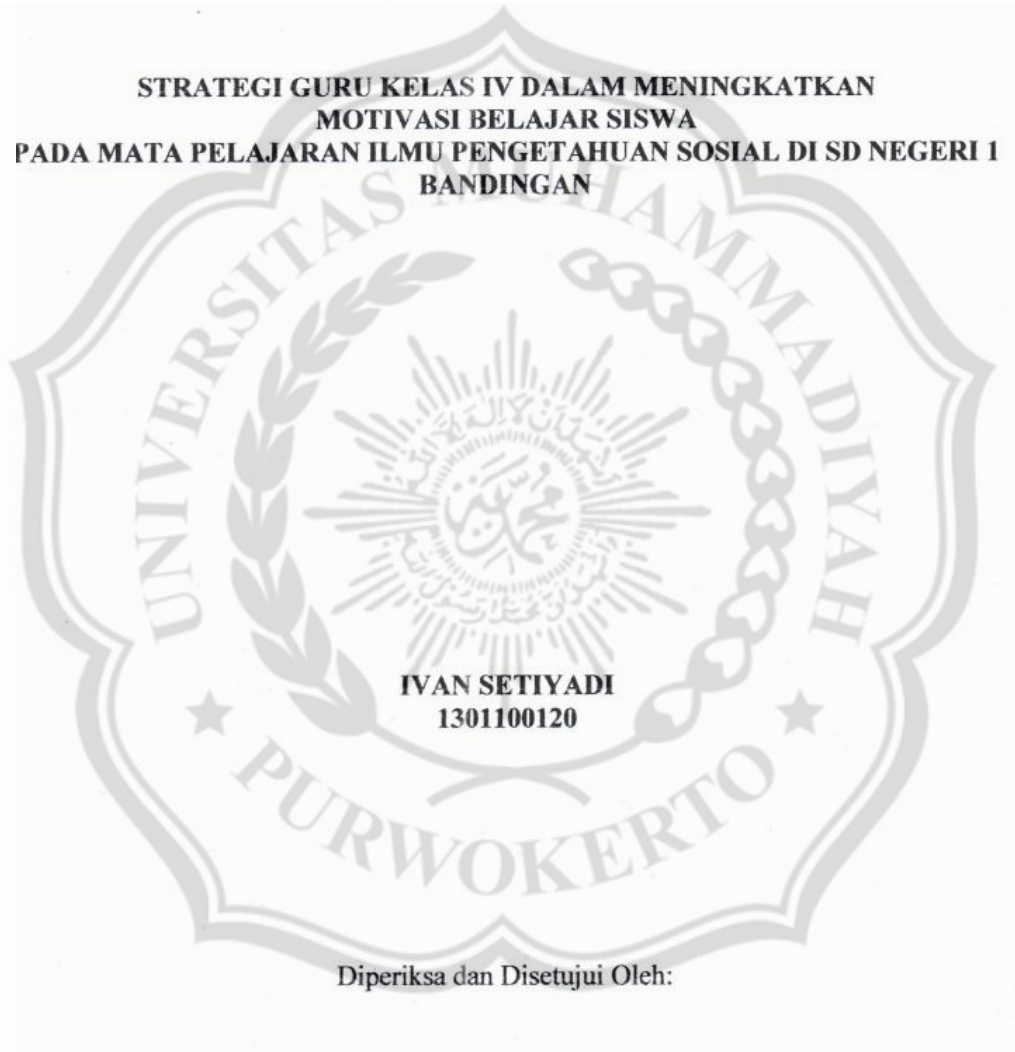 STRATEGI GURU KELAS IV DALAM MENINGKATKAN
MOTIVASI BELAJAR SISWA
PADA MATA PELAJARAN ILMU PENGETAHUAN SOSIAL DI SD NEGERI 1
BANDINGAN
UNIVERSITAS MUHAMMADIYAH
محمد
IVAN SETIYADI
1301100120
PURWOKERTO
Diperiksa dan Disetujui Oleh: